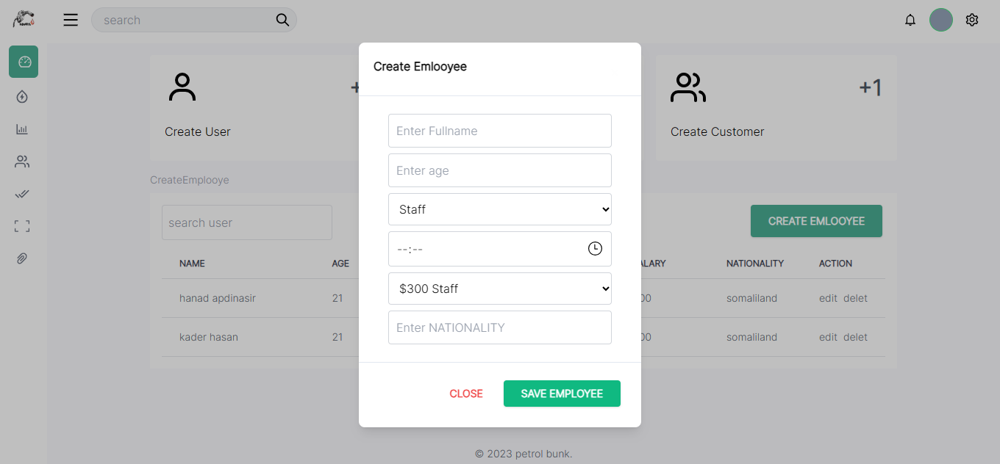 search
Create User
+
Create Customer
+1
CreateEmplooye
search user
CREATE EMLOOYEE
NAME AGE ALARY NATIONALITY ACTION
hanad apdinasir 21 00 somaliland edit delet
kader hasan 21 00 somaliland edit delet
Create Emlooyee
Enter Fullname
Enter age
Staff
--:--
$300 Staff
Enter NATIONALITY
CLOSE SAVE EMPLOYEE
© 2023 petrol bunk.